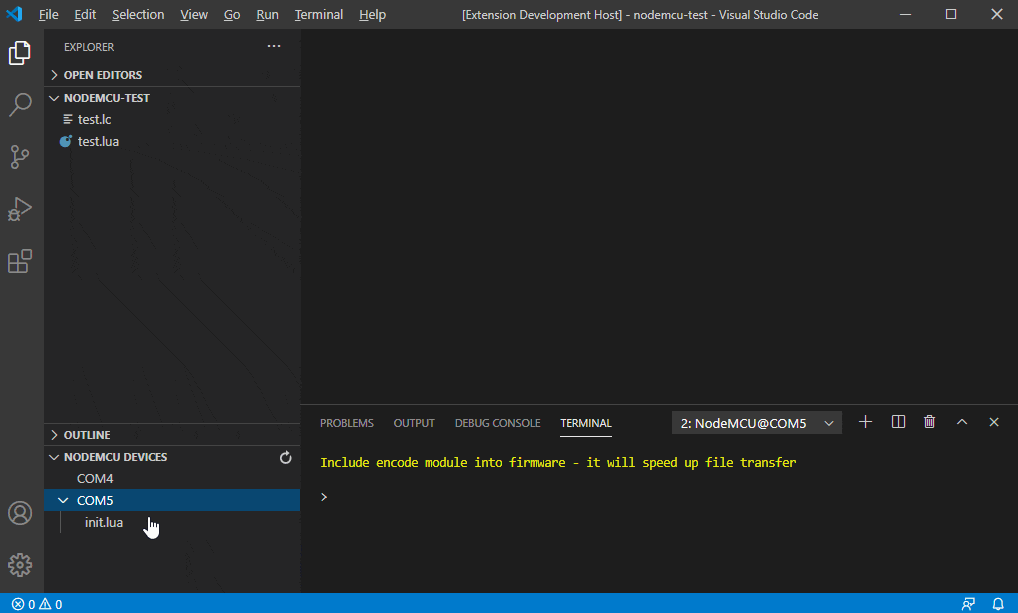 File Edit Selection View Go Run Terminal Help [Extension Development Host] - nodemcu-test - Visual Studio Code
EXPLORER
OPEN EDITORS
NODEMCU-TEST
test.lc
test.lua
OUTLINE
NODEMCU DEVICES
COM4
COM5
init.lua
PROBLEMS OUTPUT DEBUG CONSOLE TERMINAL 2: NodeMCU@COM5
Include encode module into firmware - it will speed up file transfer
>
0 0